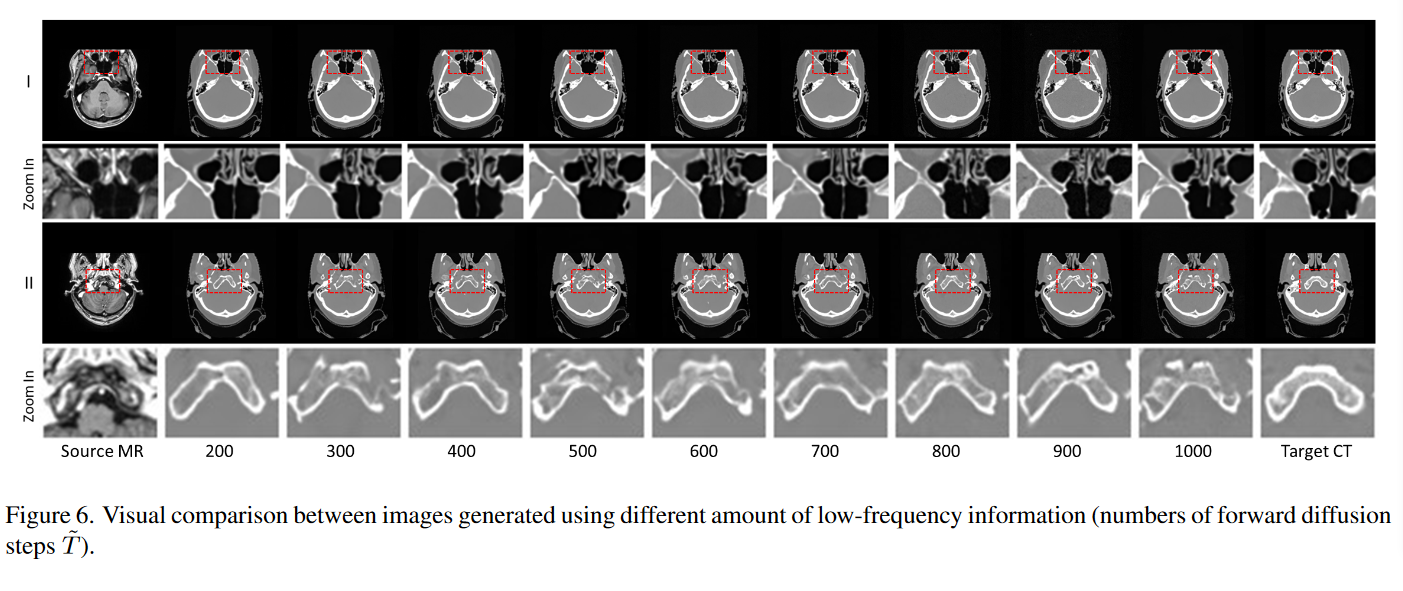 I
Zoom In
II
Zoom In
Source MR 200 300 400 500 600 700 800 900 1000 Target CT
Figure 6. Visual comparison between images generated using different amount of low-frequency information (numbers of forward diffusion
steps T̃).